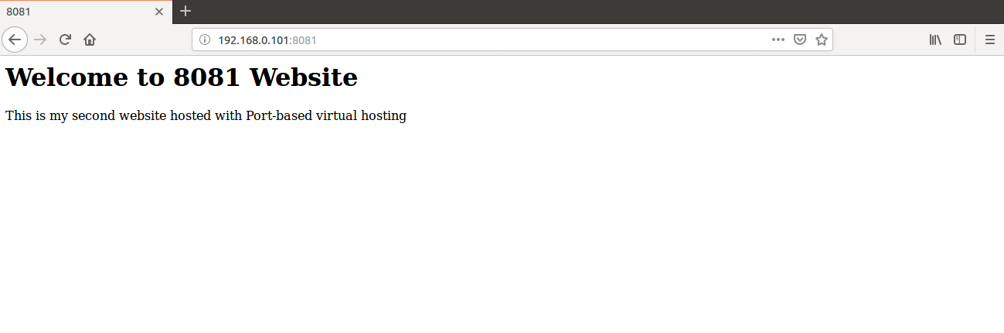 8081
192.168.0.101:8081
Welcome to 8081 Website
This is my second website hosted with Port-based virtual hosting